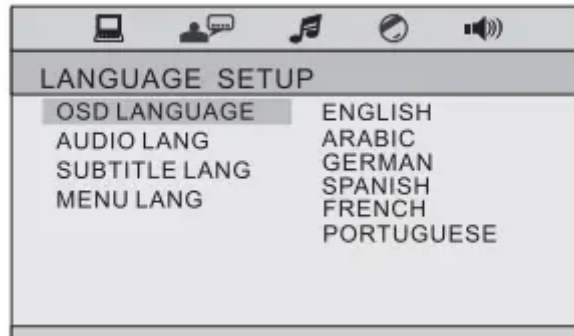 LANGUAGE SETUP
OSD LANGUAGE
AUDIO LANG
SUBTITLE LANG
MENU LANG
ENGLISH
ARABIC
GERMAN
SPANISH
FRENCH
PORTUGUESE